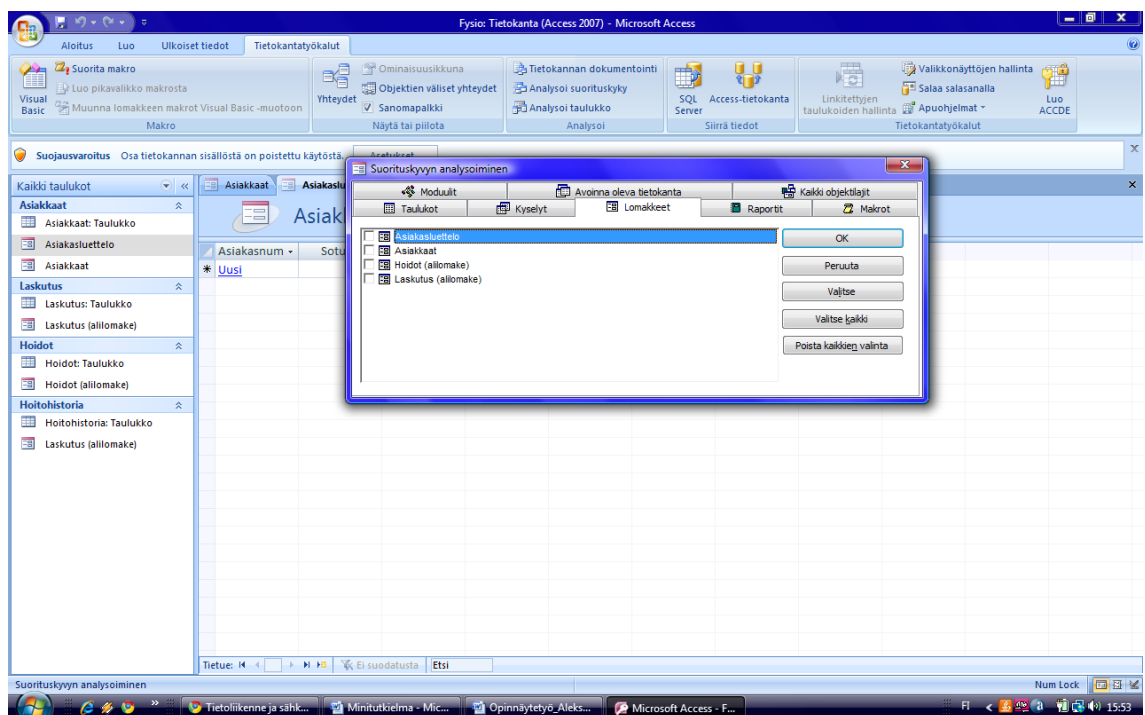 Fysio: Tietokanta (Access 2007) - Microsoft Access
Aloitus Luo Ulkoiset tiedot Tietokantatyökalut
Visual Basic
Suorita makro
Luo pikavalikko makrosta
Muunna lomakkeen makrot Visual Basic -muotoon
Makro
Yhteydet
Ominaisuusikkuna
Objektien väliset yhteydet
Sanomapalkki
Näytä tai piilota
Tietokannan dokumentointi
Analysoi suorituskyky
Analysoi taulukko
Analysoi
SQL Server
Access-tietokanta
Siirrä tiedot
Linkitettyjen taulukoiden hallinta
Valikkonäyttöjen hallinta
Salaa salasanalla
Apuohjelmat
Luo ACCDE
Tietokantatyökalut
Suojausvaroitus Osa tietokannan sisällöstä on poistettu käytöstä. Asetukset
Kaikki taulukot
Asiakkaat
Asiakkaat: Taulukko
Asiakasluettelo
Asiakkaat
Laskutus
Laskutus: Taulukko
Laskutus (alilomake)
Hoidot
Hoidot: Taulukko
Hoidot (alilomake)
Hoitohistoria
Hoitohistoria: Taulukko
Laskutus (alilomake)
Asiakkaat Asiakaslu
Asiak
Asiakasnum Sotu
Uusi
Suorituskyvyn analysoiminen
Moduulit Avoinna oleva tietokanta Kaikki objektilajit
Taulukot Kyselyt Lomakkeet Raportit Makrot
Asiakasluettelo
Asiakkaat
Hoidot (alilomake)
Laskutus (alilomake)
OK
Peruuta
Valitse
Valitse kaikki
Poista kaikkien valinta
Tietue: Ei suodatusta Etsi
Suorituskyvyn analysoiminen Num Lock
Tietoliikenne ja sähk... Minitutkielma - Mic... Opinnäytetyö_Aleks... Microsoft Access - F... FI 15:53